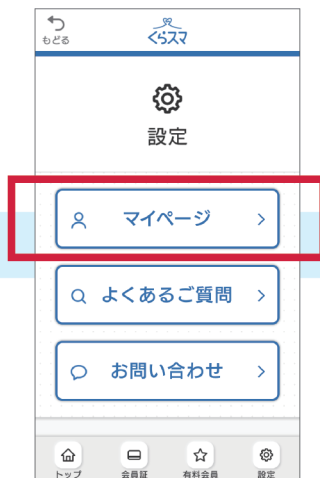 もどる
くらスマ
設定
マイページ
よくあるご質問
お問い合わせ
トップ
会員証
有料会員
設定